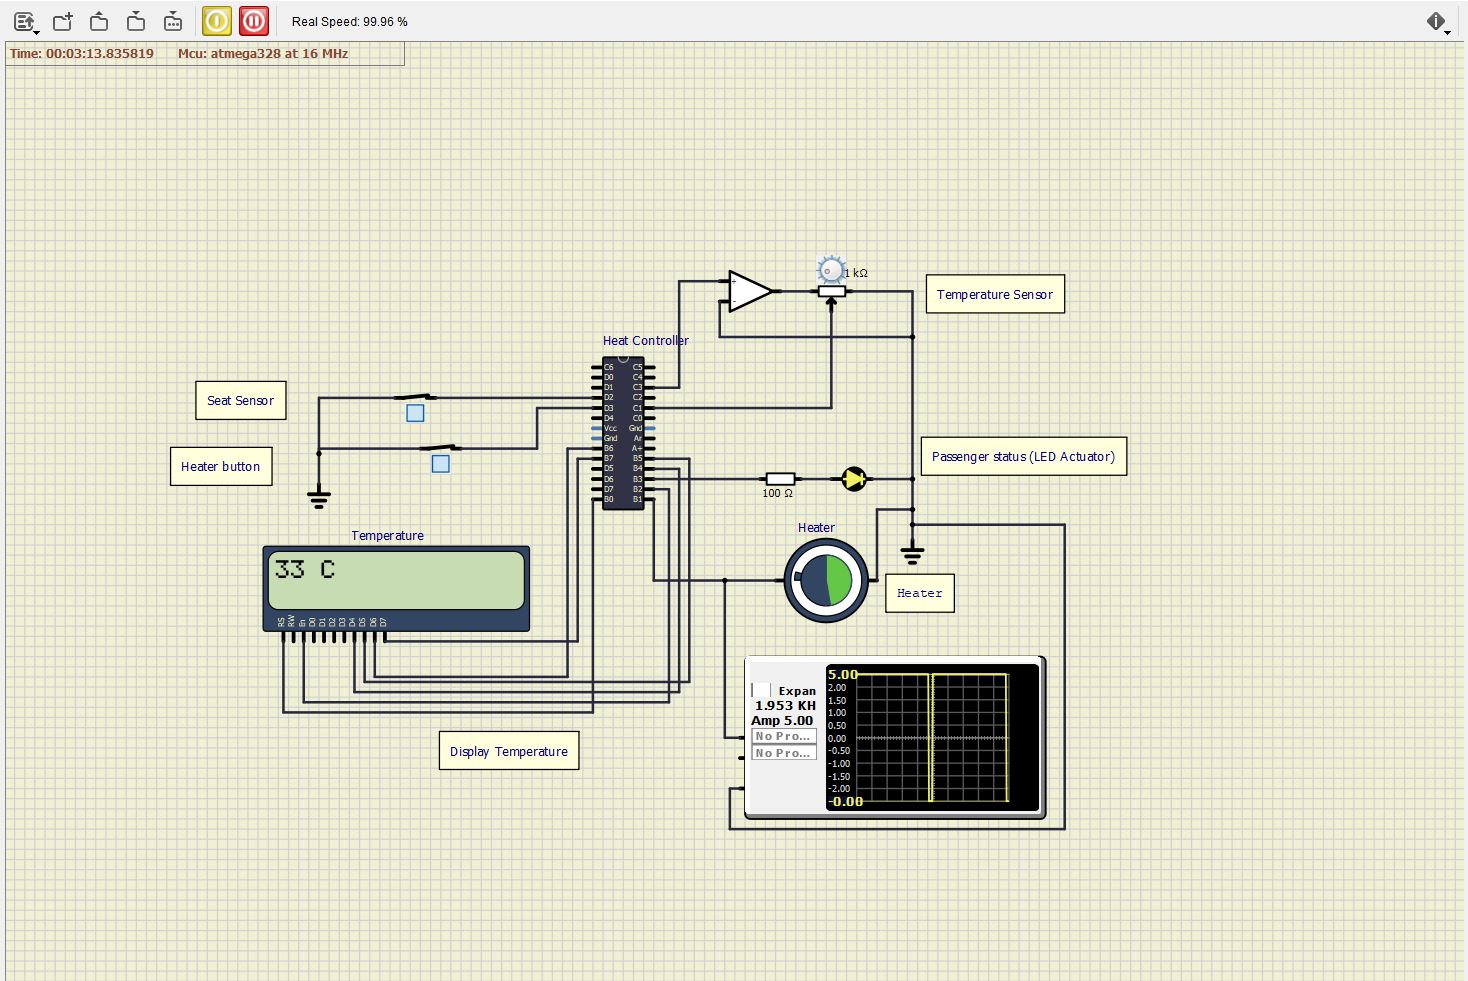 Real Speed: 99.96 %
Time: 00:03:13.835819 Mcu: atmega328 at 16 MHz
1 kΩ
Temperature Sensor
+
-
Heat Controller
C6 C5
D0 C4
D1 C3
D2 C2
D3 C1
D4 C0
Vcc Gnd
Gnd Ar
B6 A+
B7 B5
D5 B4
D6 B3
D7 B2
B0 B1
Seat Sensor
Heater button
Passenger status (LED Actuator)
100 Ω
Temperature
33 C
RS RW En D0 D1 D2 D3 D4 D5 D6 D7
Heater
Heater
Display Temperature
Expan
1.953 KH
Amp 5.00
No Pro...
No Pro...
5.00
2.00
1.50
1.00
0.50
0.00
-0.50
-1.00
-1.50
-2.00
-0.00